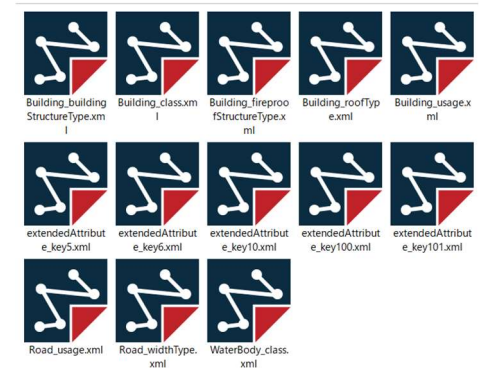 Building_building
StructureType.xm
l
Building_class.xm
l
Building_fireproo
fStructureType.x
ml
Building_roofTyp
e.xml
Building_usage.x
ml
extendedAttribut
e_key5.xml
extendedAttribut
e_key6.xml
extendedAttribut
e_key10.xml
extendedAttribut
e_key100.xml
extendedAttribut
e_key101.xml
Road_usage.xml
Road_widthType.
xml
WaterBody_class.
xml